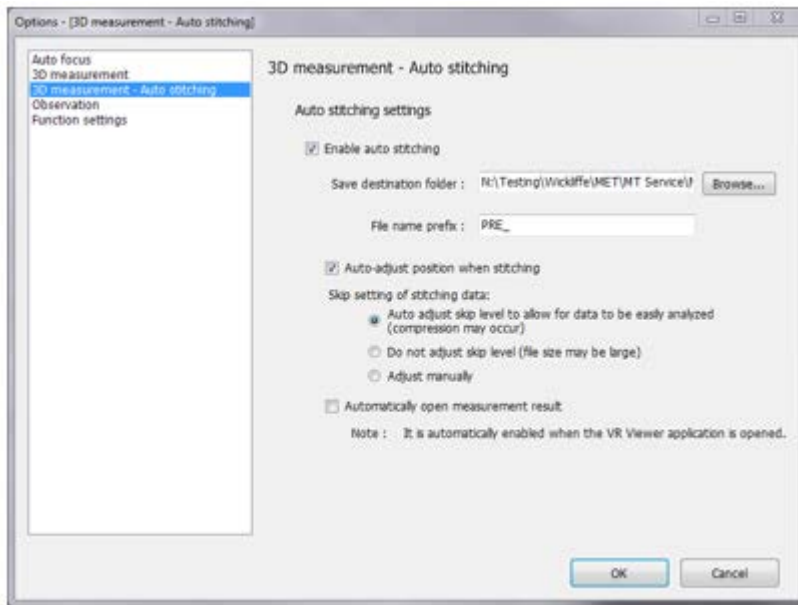 Options - [3D measurement - Auto stitching]
Auto focus
3D measurement
3D measurement - Auto stitching
Observation
Function settings
3D measurement - Auto stitching
Auto stitching settings
Enable auto stitching
Save destination folder :
N:\Testing\Wickliffe\MET\MT Service\
Browse...
File name prefix :
PRE_
Auto-adjust position when stitching
Skip setting of stitching data:
Auto adjust skip level to allow for data to be easily analyzed
(compression may occur)
Do not adjust skip level (file size may be large)
Adjust manually
Automatically open measurement result
Note : It is automatically enabled when the VR Viewer application is opened.
OK
Cancel